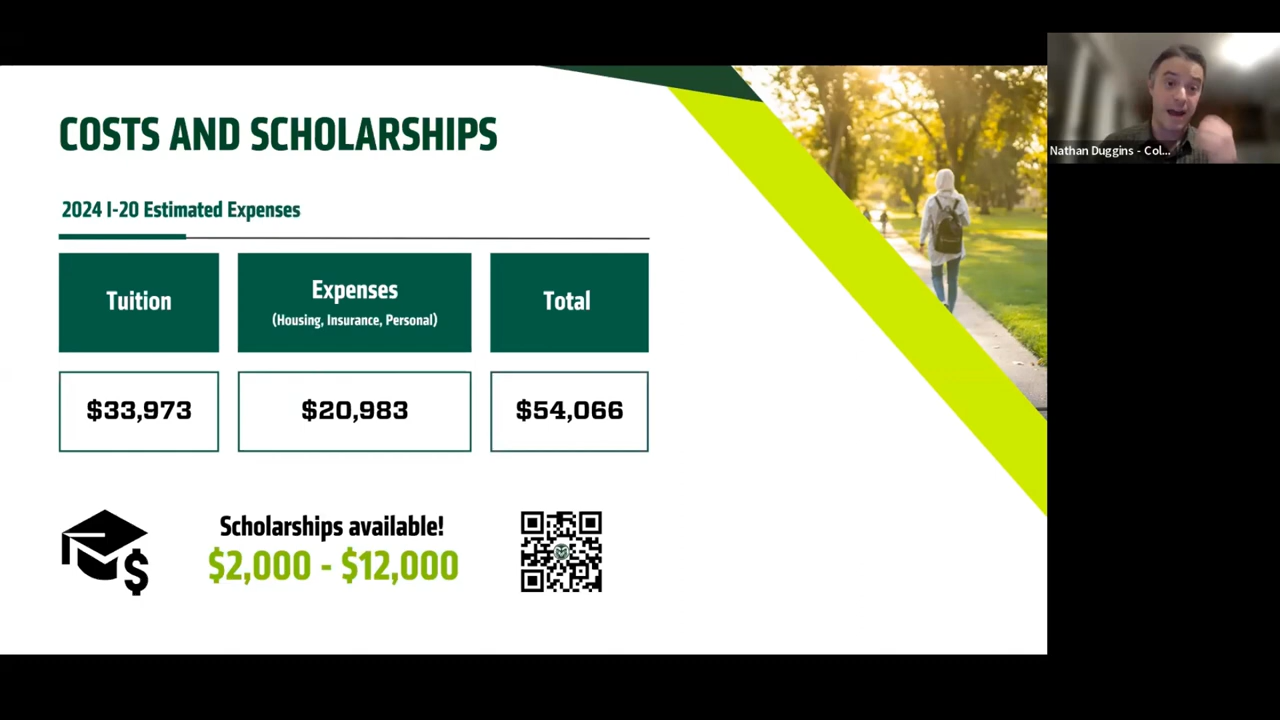 COSTS AND SCHOLARSHIPS
2024 I-20 Estimated Expenses
Tuition
Expenses
(Housing, Insurance, Personal)
Total
$33,973
$20,983
$54,066
Scholarships available!
$2,000 - $12,000
Nathan Duggins - Col...